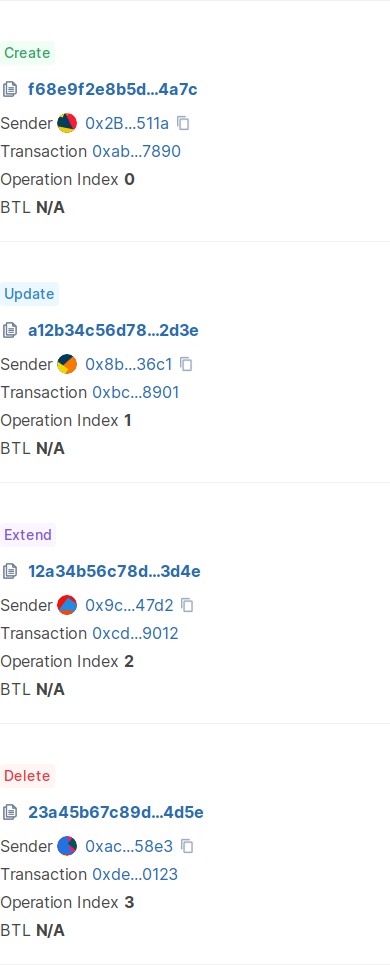 Create
f68e9f2e8b5d...4a7c
Sender 0x2B...511a
Transaction 0xab...7890
Operation Index 0
BTL N/A
Update
a12b34c56d78...2d3e
Sender 0x8b...36c1
Transaction 0xbc...8901
Operation Index 1
BTL N/A
Extend
12a34b56c78d...3d4e
Sender 0x9c...47d2
Transaction 0xcd...9012
Operation Index 2
BTL N/A
Delete
23a45b67c89d...4d5e
Sender 0xac...58e3
Transaction 0xde...0123
Operation Index 3
BTL N/A